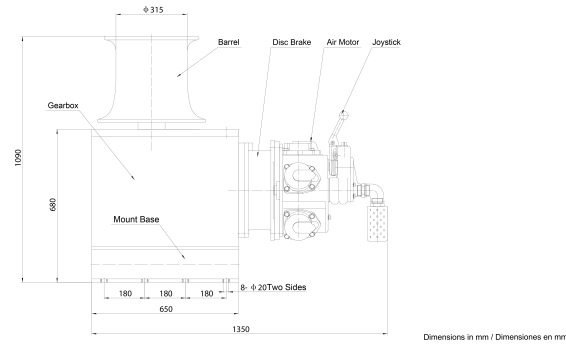 ϕ315
Barrel
Disc Brake
Air Motor
Joystick
Gearbox
1090
680
Mount Base
180
180
180
8- ϕ20Two Sides
650
1350
Dimensions in mm / Dimensiones en mm